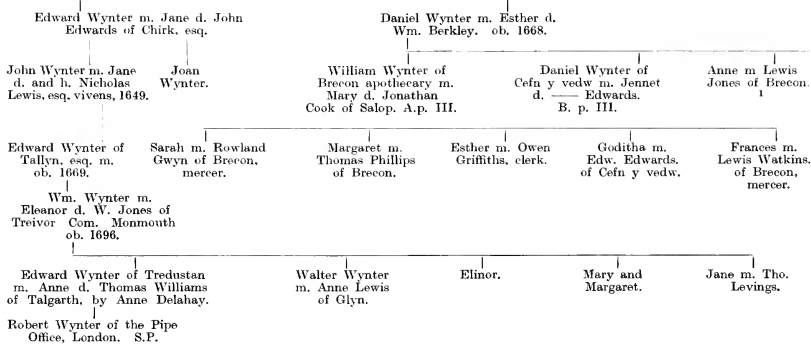 Edward Wynter m. Jane d. John
Edwards of Chirk, esq.
Daniel Wynter m. Esther d.
Wm. Berkley. ob. 1668.
John Wynter m. Jane
d. and h. Nicholas
Lewis, esq. vivens, 1649.
Joan
Wynter.
William Wynter of
Brecon apothecary m.
Mary d. Jonathan
Cook of Salop. A.p. III.
Daniel Wynter of
Cefn y vedw m. Jennet
d. —— Edwards.
B. p. III.
Anne m Lewis
Jones of Brecon.
1
Edward Wynter of
Tallyn, esq. m.
ob. 1669.
Sarah m. Rowland
Gwyn of Brecon,
mercer.
Margaret m.
Thomas Phillips
of Brecon.
Esther m. Owen
Griffiths, clerk.
Goditha m.
Edw. Edwards.
of Cefn y vedw.
Frances m.
Lewis Watkins.
of Brecon,
mercer.
Wm. Wynter m.
Eleanor d. W. Jones of
Treivor Com. Monmouth
ob. 1696.
Edward Wynter of Tredustan
m. Anne d. Thomas Williams
of Talgarth, by Anne Delahay.
Walter Wynter
m. Anne Lewis
of Glyn.
Elinor.
Mary and
Margaret.
Jane m. Tho.
Levings.
Robert Wynter of the Pipe
Office, London. S.P.